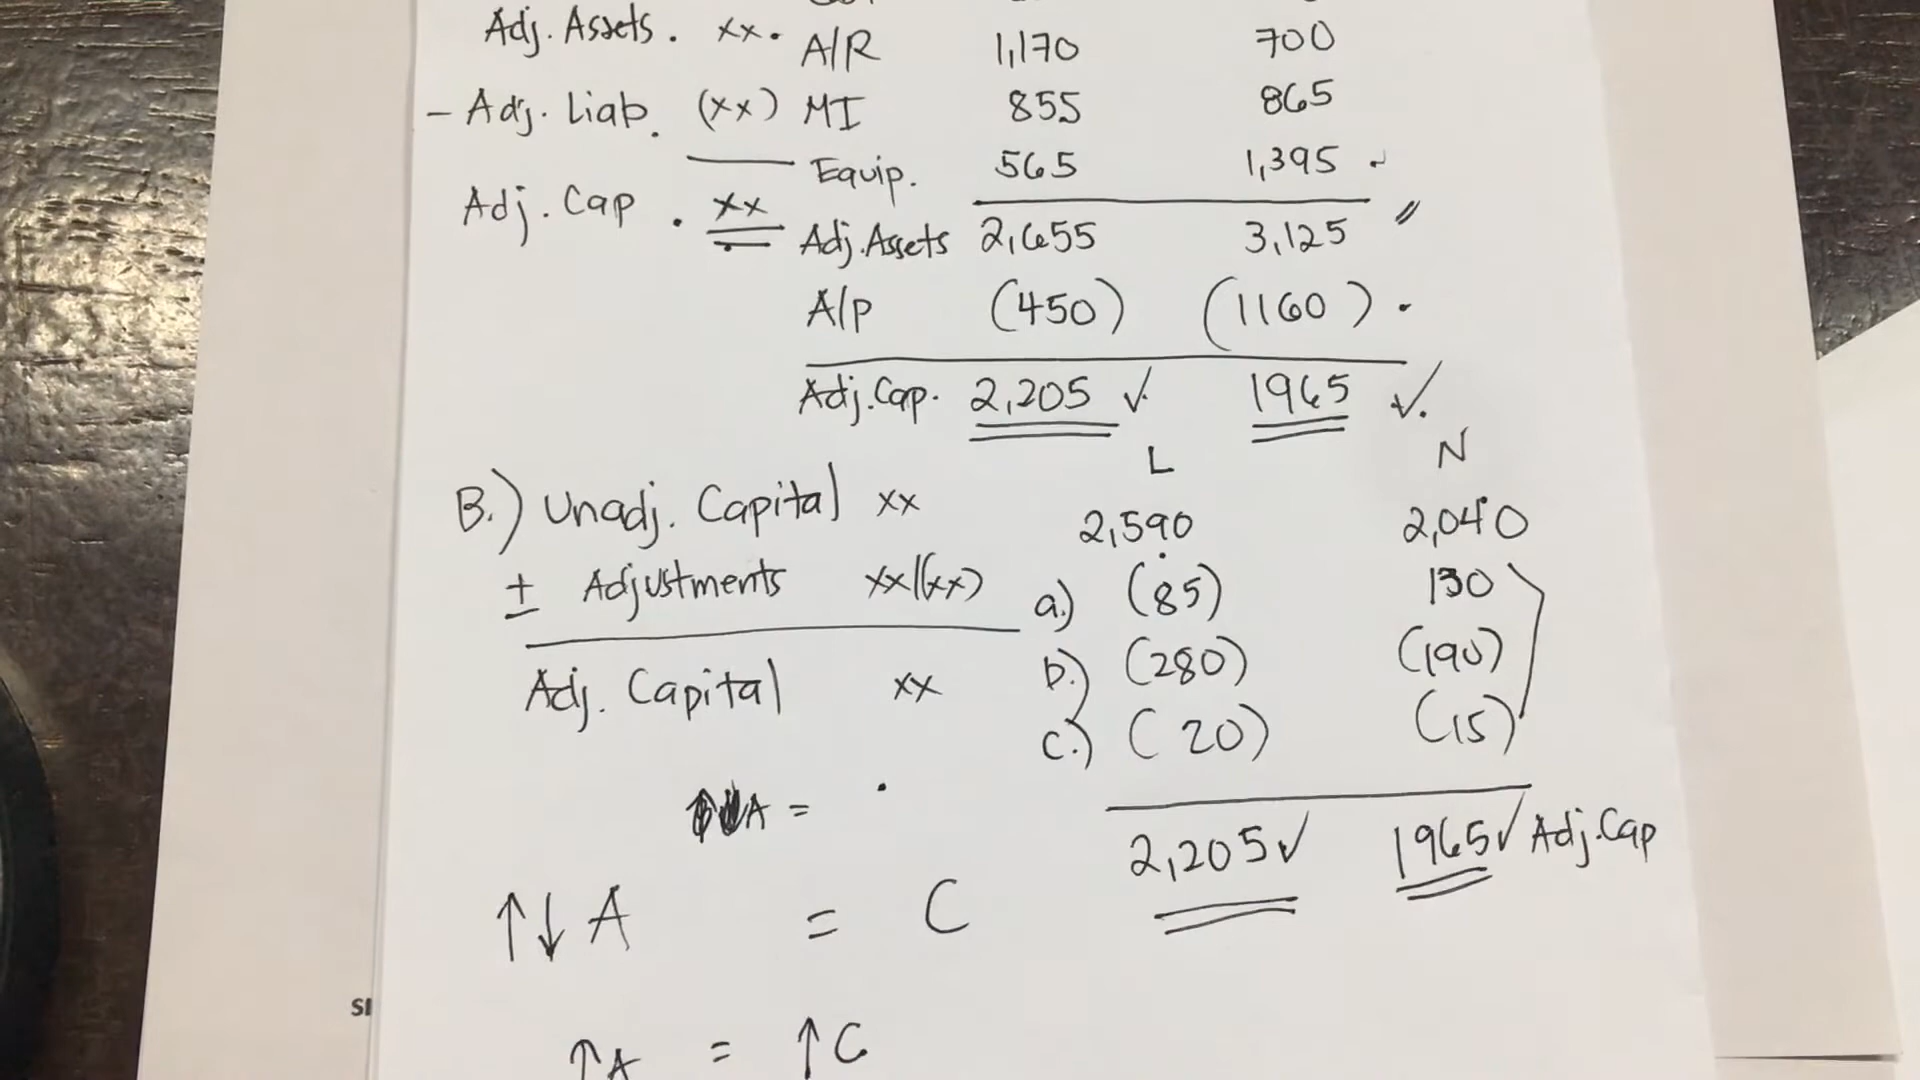 Adj. Assets . xx.
A/R 1,170 700
- Adj. Liab. (xx) MI 855 865
Equip. 565 1,395
Adj. Cap . xx
Adj. Assets 2,655 3,125
A/P (450) (1160) .
Adj. Cap. 2,205 ✓ 1965 ✓.
L N
B.) Unadj. Capital xx 2,590 2,040
± Adjustments xx/(xx) a.) (85) 130
Adj. Capital xx b.) (280) (190)
c.) (20) (15)
A =
2,205 ✓ 1965 ✓ Adj. Cap
↑↓ A = C
SI
↑A = ↑C